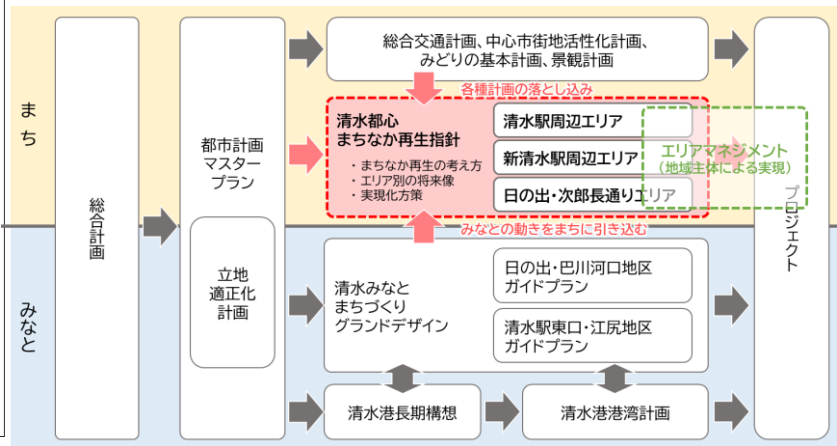 まち
みなと
総合計画
都市計画
マスター
プラン
立地
適正化
計画
総合交通計画、中心市街地活性化計画、
みどりの基本計画、景観計画
各種計画の落とし込み
清水都心
まちなか再生指針
・まちなか再生の考え方
・エリア別の将来像
・実現化方策
清水駅周辺エリア
新清水駅周辺エリア
日の出・次郎長通りエリア
エリアマネジメント
（地域主体による実現）
みなとの動きをまちに引き込む
清水みなと
まちづくり
グランドデザイン
日の出・巴川河口地区
ガイドプラン
清水駅東口・江尻地区
ガイドプラン
清水港長期構想
清水港港湾計画
プロジェクト